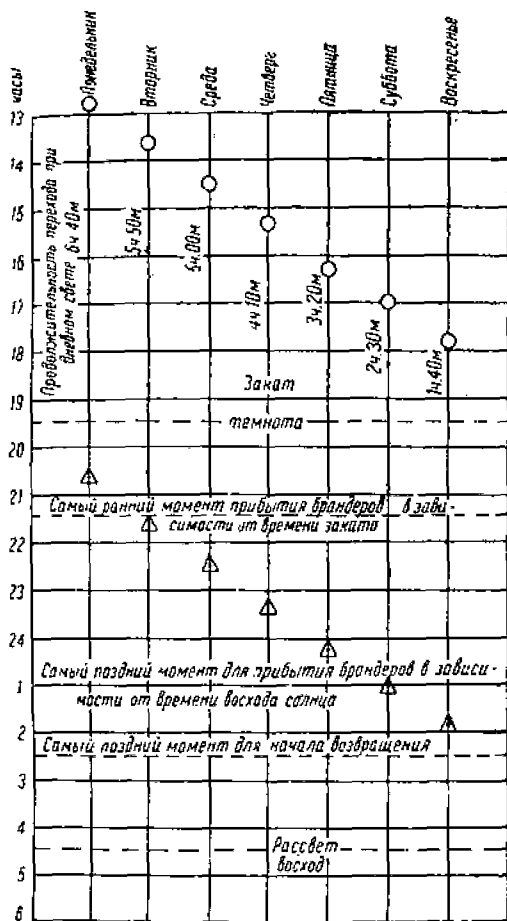 часы
Понедельник
Вторник
Среда
Четверг
Пятница
Суббота
Воскресенье
13
14
15
16
17
18
19
20
21
22
23
24
1
2
3
4
5
6
Продолжительность перехода при
дневном свете 6ч 40м
5ч 50м
5ч.00м
4ч 10м
3ч.20м
2ч.30м
1ч.40м
Закат
темнота
Самый ранний момент прибытия брандеров в зави-
симости от времени заката
Самый поздний момент для прибытия брандеров в зависи-
мости от времени восхода солнца
Самый поздний момент для начала возвращения
Рассвет
восход